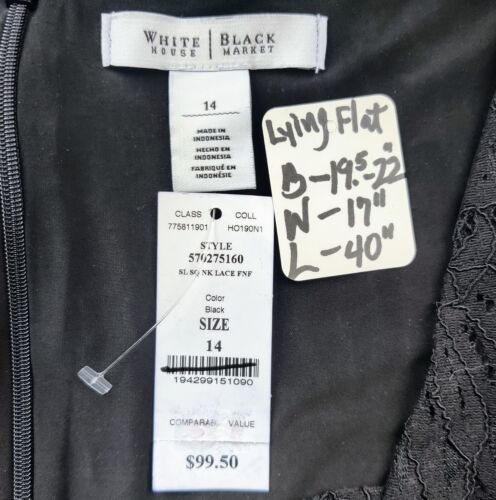 WHITE HOUSE | BLACK MARKET
14
MADE IN
INDONESIA
HECHO EN
INDONESIA
FABRIQUÉ EN
INDONÉSIE
Lying Flat
B-19.5-22"
W-17"
L-40"
CLASS COLL
775811901 HO190N1
STYLE
570275160
SL SQ NK LACE FNF
Color
Black
SIZE
14
194299151090
COMPARABLE VALUE
$99.50